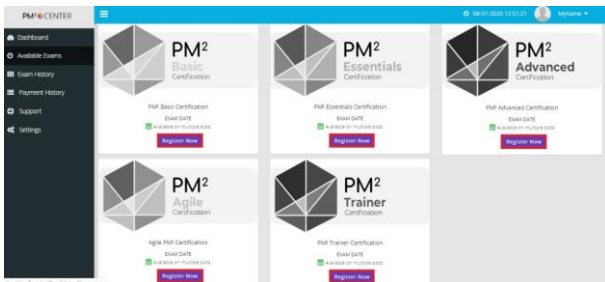 PM²CENTER
08-01-2020 12:51:21
MyName
Dashboard
Available Exams
Exam History
Payment History
Support
Settings
PM²
Basic
Certification
PM² Basic Certification
EXAM DATE
Available on multiple slots
Register Now
PM²
Essentials
Certification
PM² Essentials Certification
EXAM DATE
Available on multiple slots
Register Now
PM²
Advanced
Certification
PM² Advanced Certification
EXAM DATE
Available on multiple slots
Register Now
PM²
Agile
Certification
Agile PM² Certification
EXAM DATE
Available on multiple slots
Register Now
PM²
Trainer
Certification
PM² Trainer Certification
EXAM DATE
Available on multiple slots
Register Now